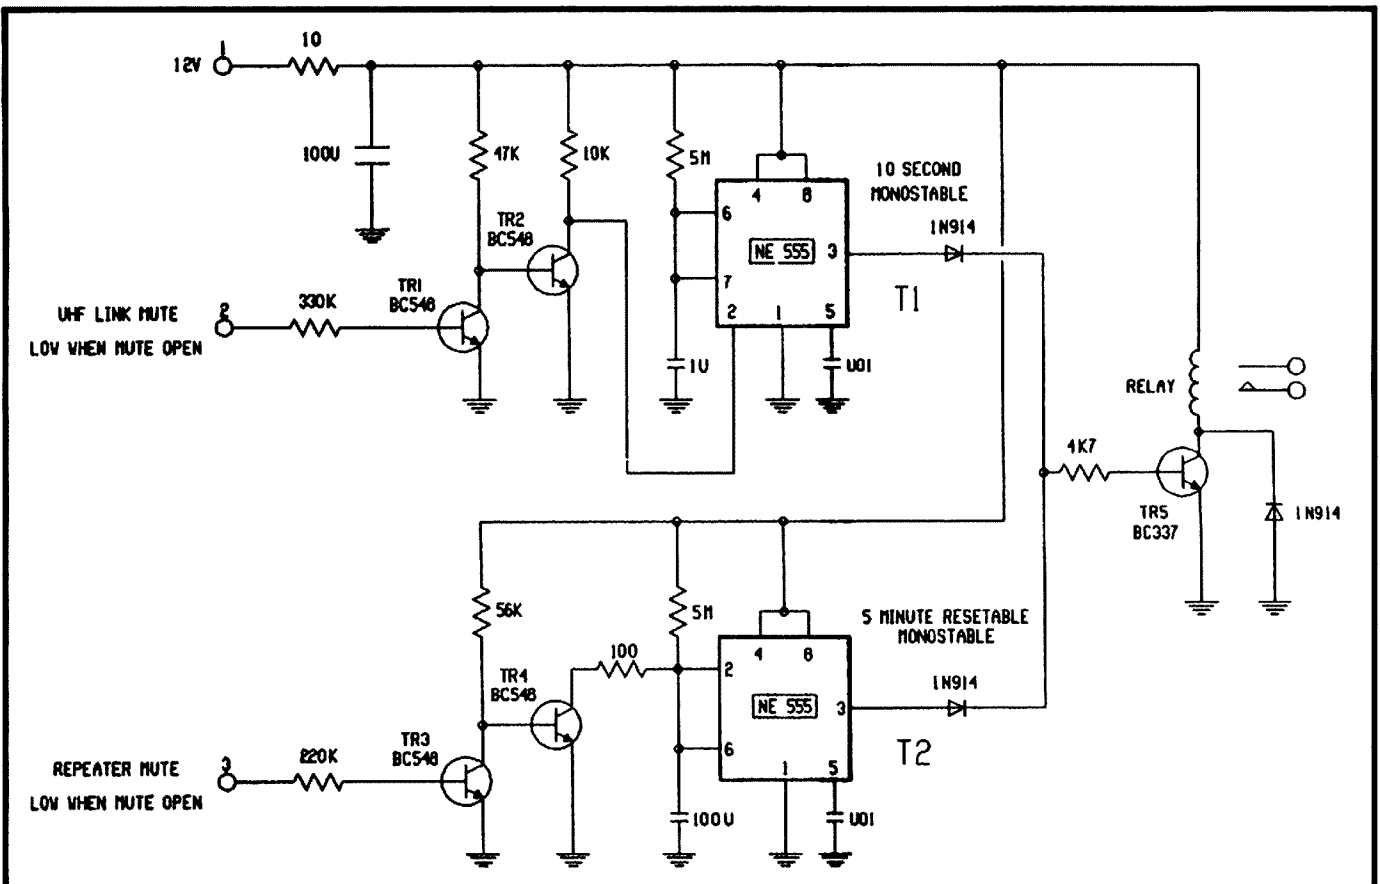 10
1
12V
100U
47K
10K
5M
10 SECOND
MONOSTABLE
4 8
6
NE 555
3
1N914
7
T1
2 1 5
TR2
BC548
TR1
BC548
330K
2
UHF LINK MUTE
LOW WHEN MUTE OPEN
1U
U01
RELAY
4K7
TR5
BC337
1N914
56K
5M
5 MINUTE RESETABLE
MONOSTABLE
4 8
100
2
NE 555
3
1N914
TR4
BC548
6
T2
1 5
TR3
BC548
220K
3
REPEATER MUTE
LOW WHEN MUTE OPEN
100U
U01